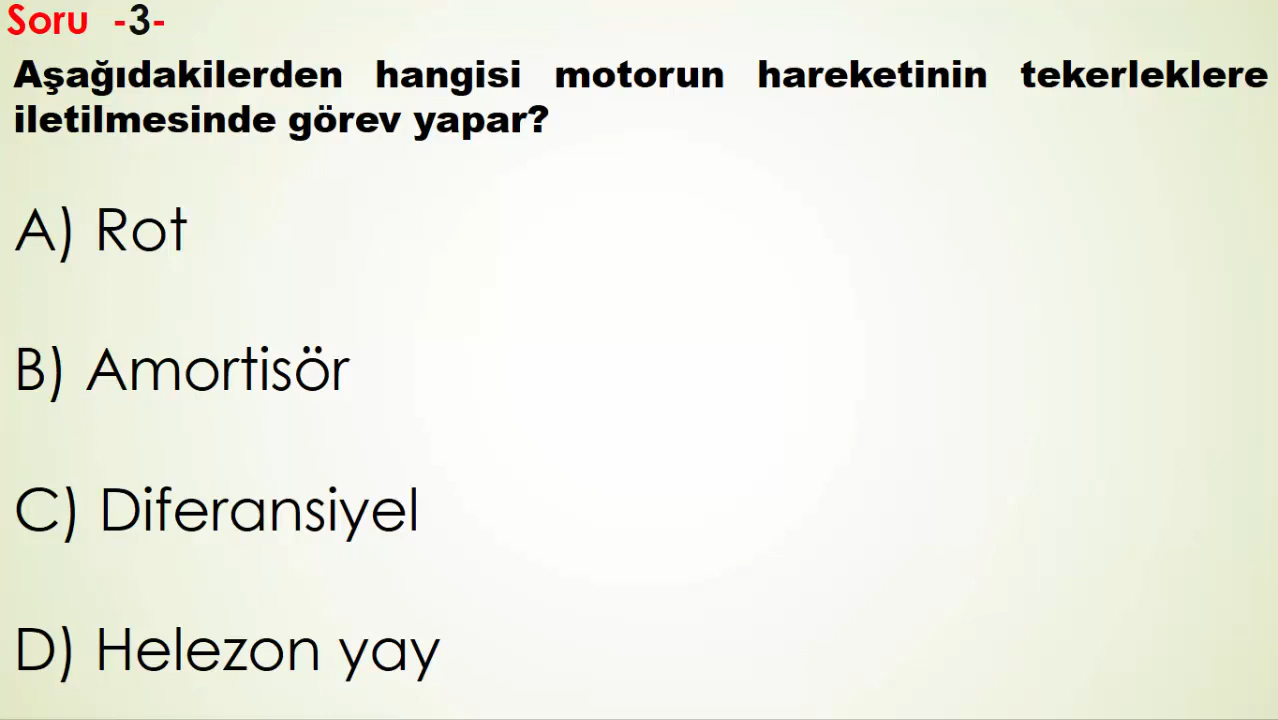 Soru -3-
Aşağıdakilerden hangisi motorun hareketinin tekerleklere
iletilmesinde görev yapar?
A) Rot
B) Amortisör
C) Diferansiyel
D) Helezon yay